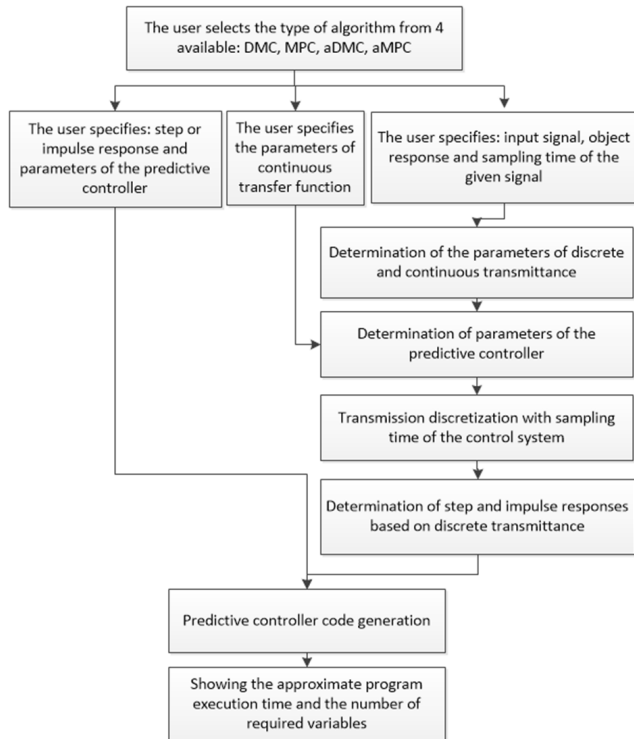 The user selects the type of algorithm from 4
available: DMC, MPC, aDMC, aMPC
The user specifies: step or
impulse response and
parameters of the predictive
controller
The user specifies
the parameters of
continuous
transfer function
The user specifies: input signal, object
response and sampling time of the
given signal
Determination of the parameters of discrete
and continuous transmittance
Determination of parameters of the
predictive controller
Transmission discretization with sampling
time of the control system
Determination of step and impulse responses
based on discrete transmittance
Predictive controller code generation
Showing the approximate program
execution time and the number of
required variables